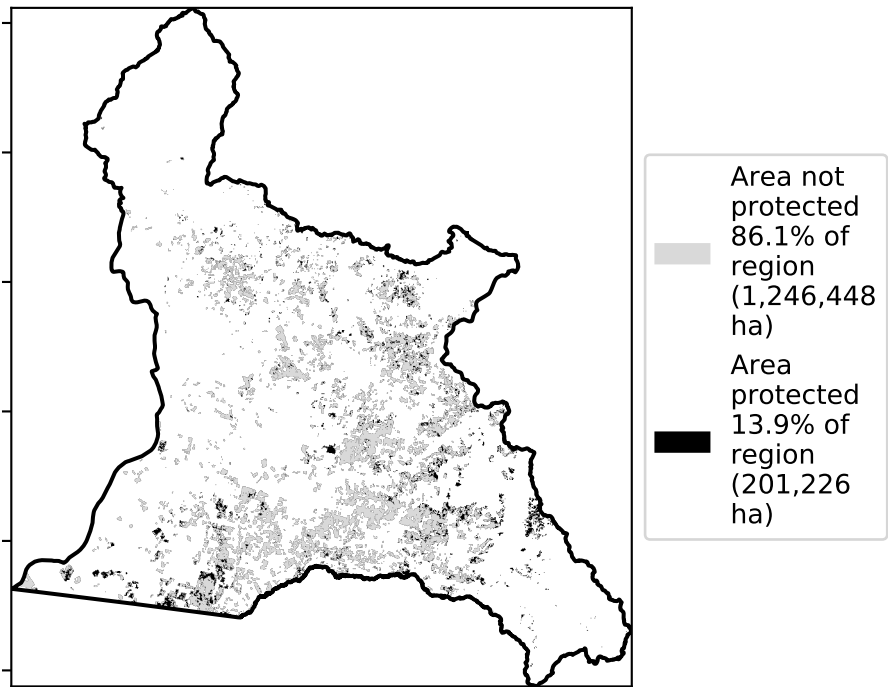 Area not
protected
86.1% of
region
(1,246,448
ha)
Area
protected
13.9% of
region
(201,226
ha)